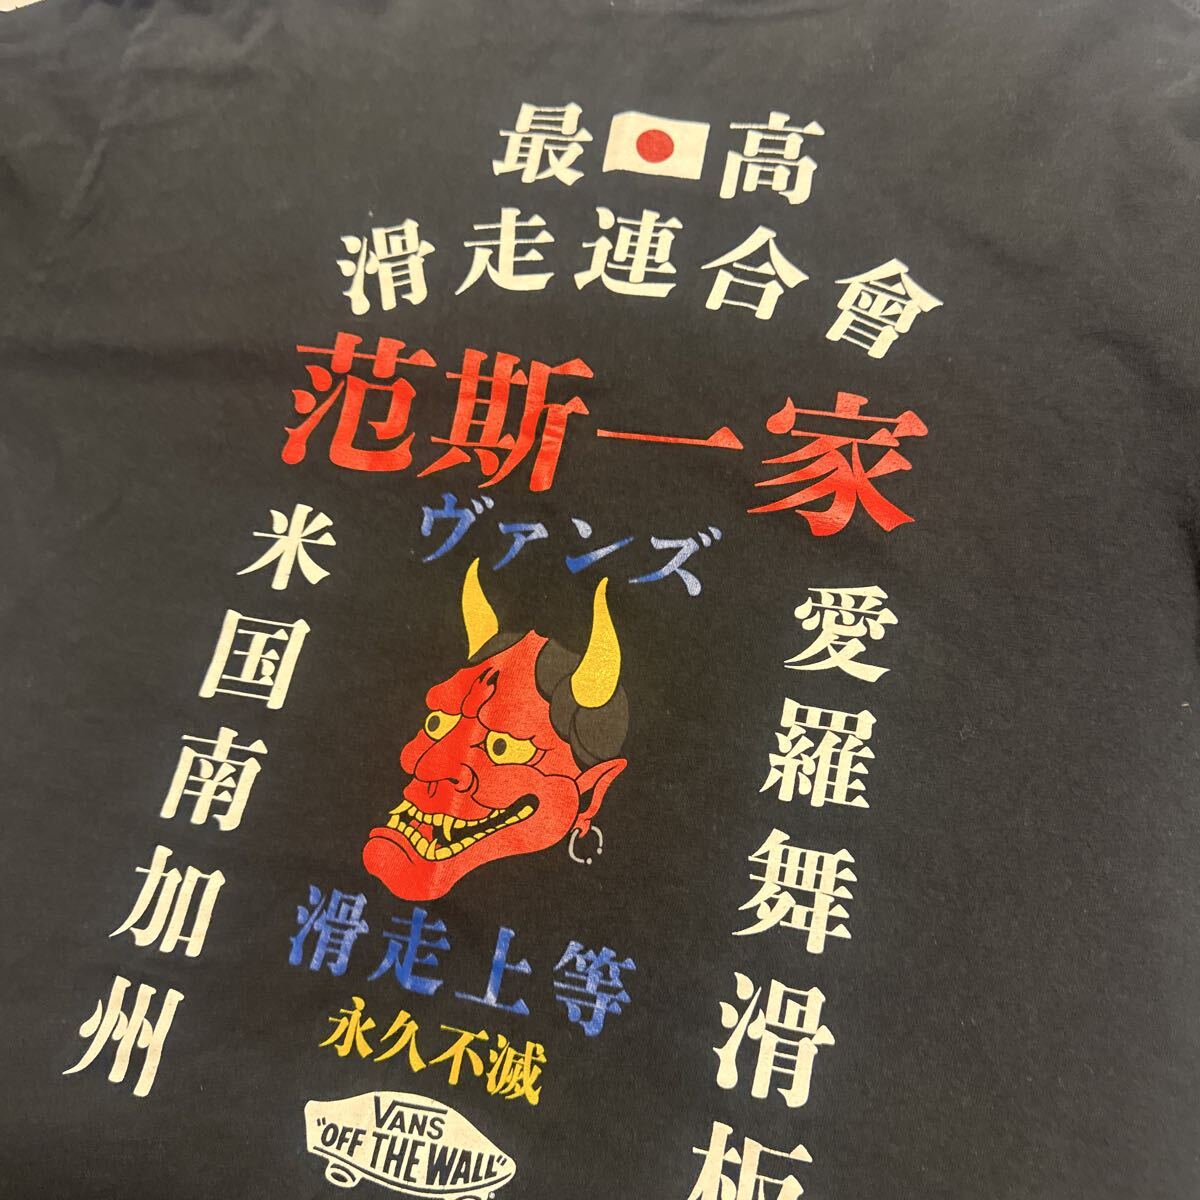 最高
滑走連合會
范斯一家
ヴァンズ
愛羅舞滑板
米国南加州
滑走上等
永久不滅
VANS
"OFF THE WALL"